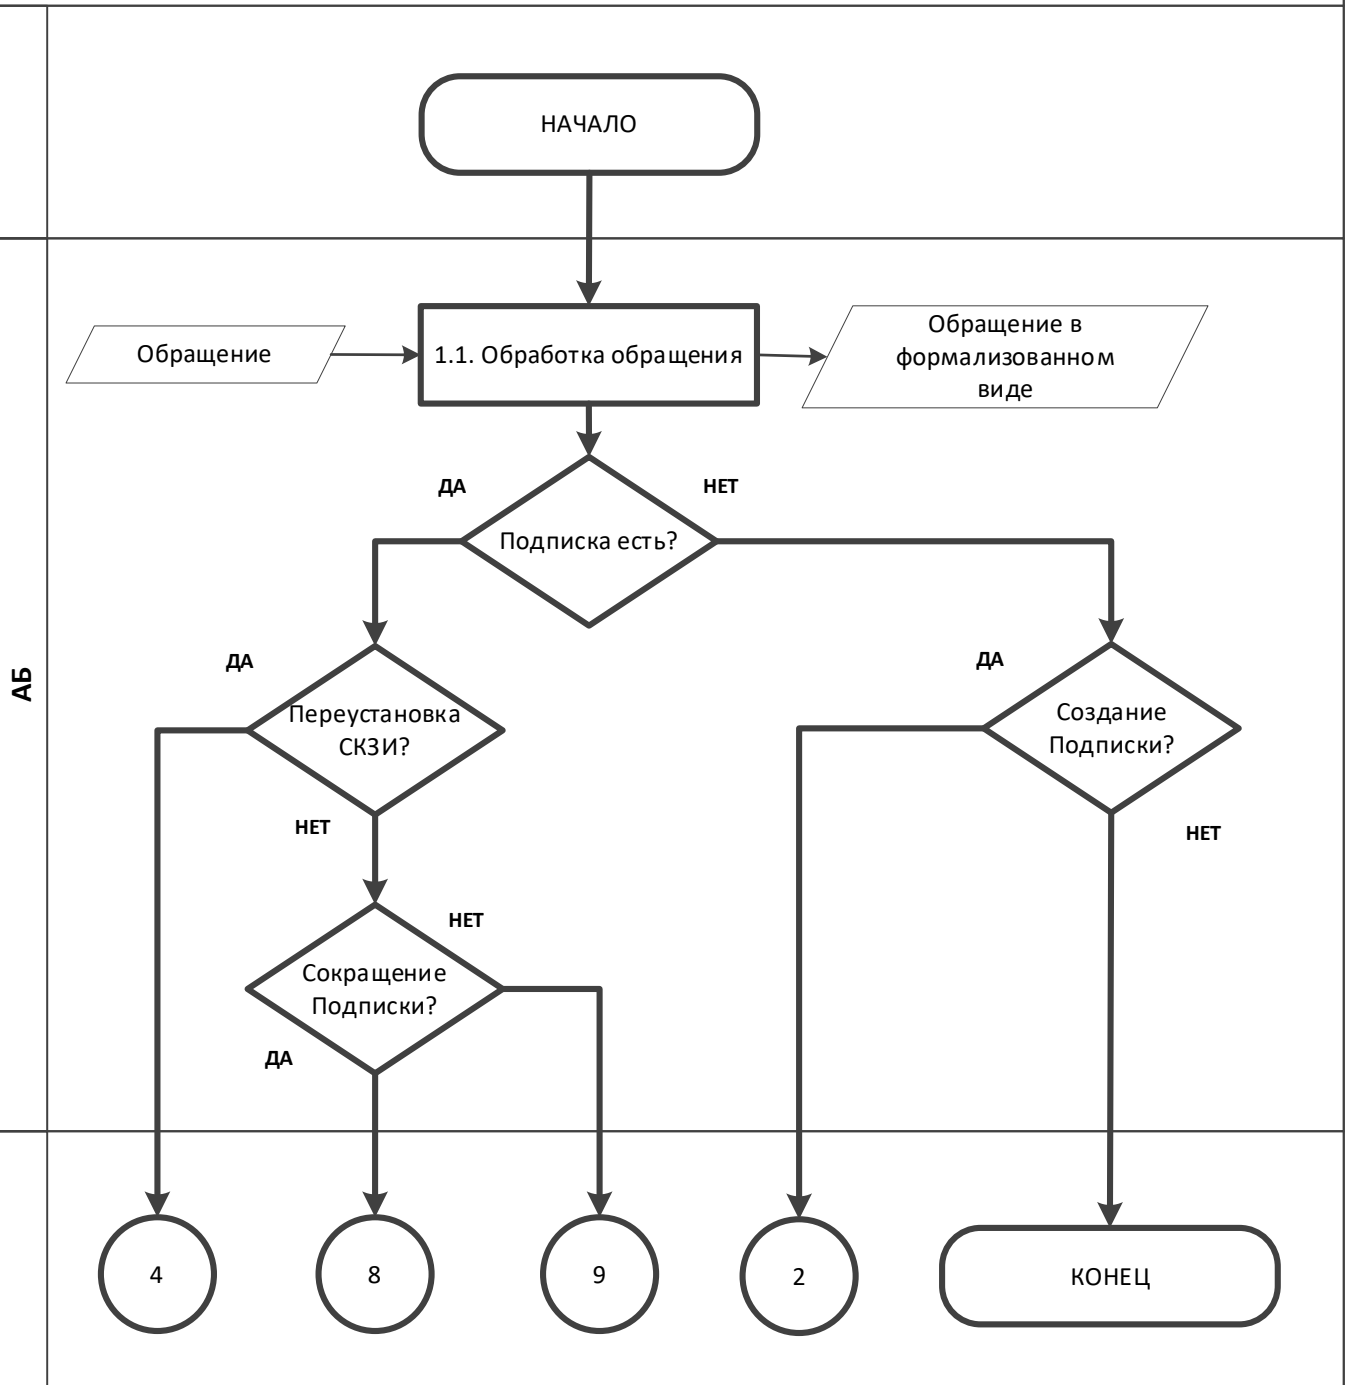 НАЧАЛО
Обращение
1.1. Обработка обращения
Обращение в
формализованном
виде
ДА
НЕТ
Подписка есть?
АБ
ДА
Переустановка
СКЗИ?
НЕТ
ДА
Создание
Подписки?
НЕТ
НЕТ
Сокращение
Подписки?
ДА
4
8
9
2
КОНЕЦ